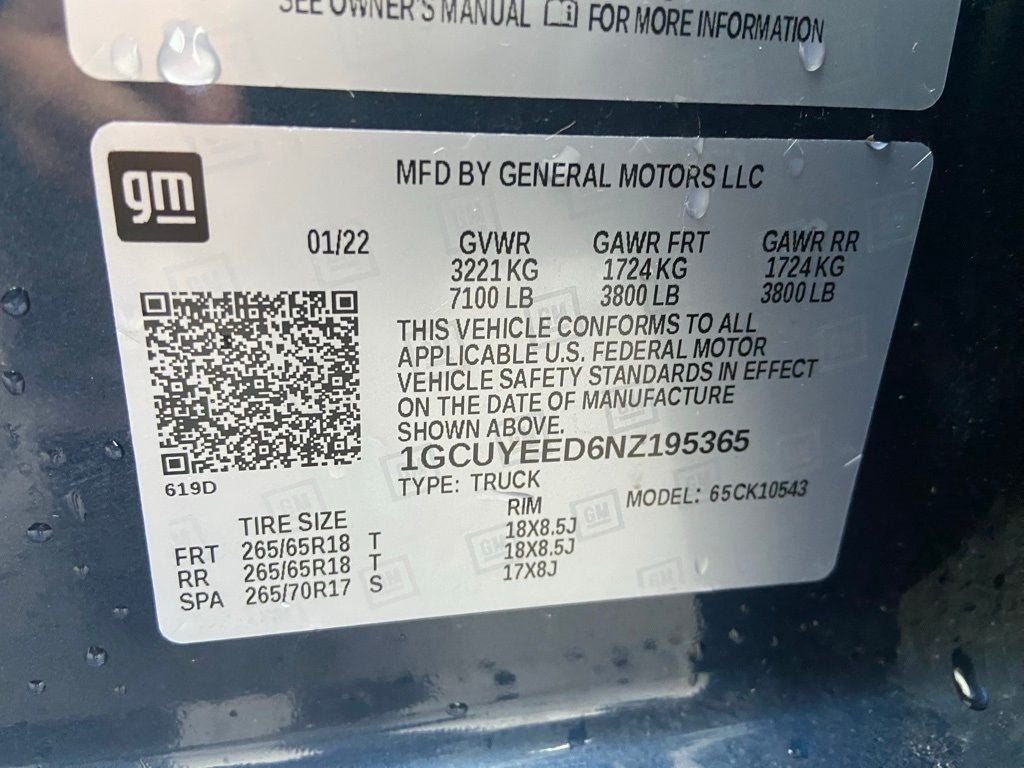 SEE OWNER'S MANUAL FOR MORE INFORMATION
gm
MFD BY GENERAL MOTORS LLC
01/22 GVWR GAWR FRT GAWR RR
3221 KG 1724 KG 1724 KG
7100 LB 3800 LB 3800 LB
THIS VEHICLE CONFORMS TO ALL
APPLICABLE U.S. FEDERAL MOTOR
VEHICLE SAFETY STANDARDS IN EFFECT
ON THE DATE OF MANUFACTURE
SHOWN ABOVE.
1GCUYEED6NZ195365
619D
TYPE: TRUCK MODEL: 65CK10543
TIRE SIZE RIM
FRT 265/65R18 T 18X8.5J
RR 265/65R18 T 18X8.5J
SPA 265/70R17 S 17X8J